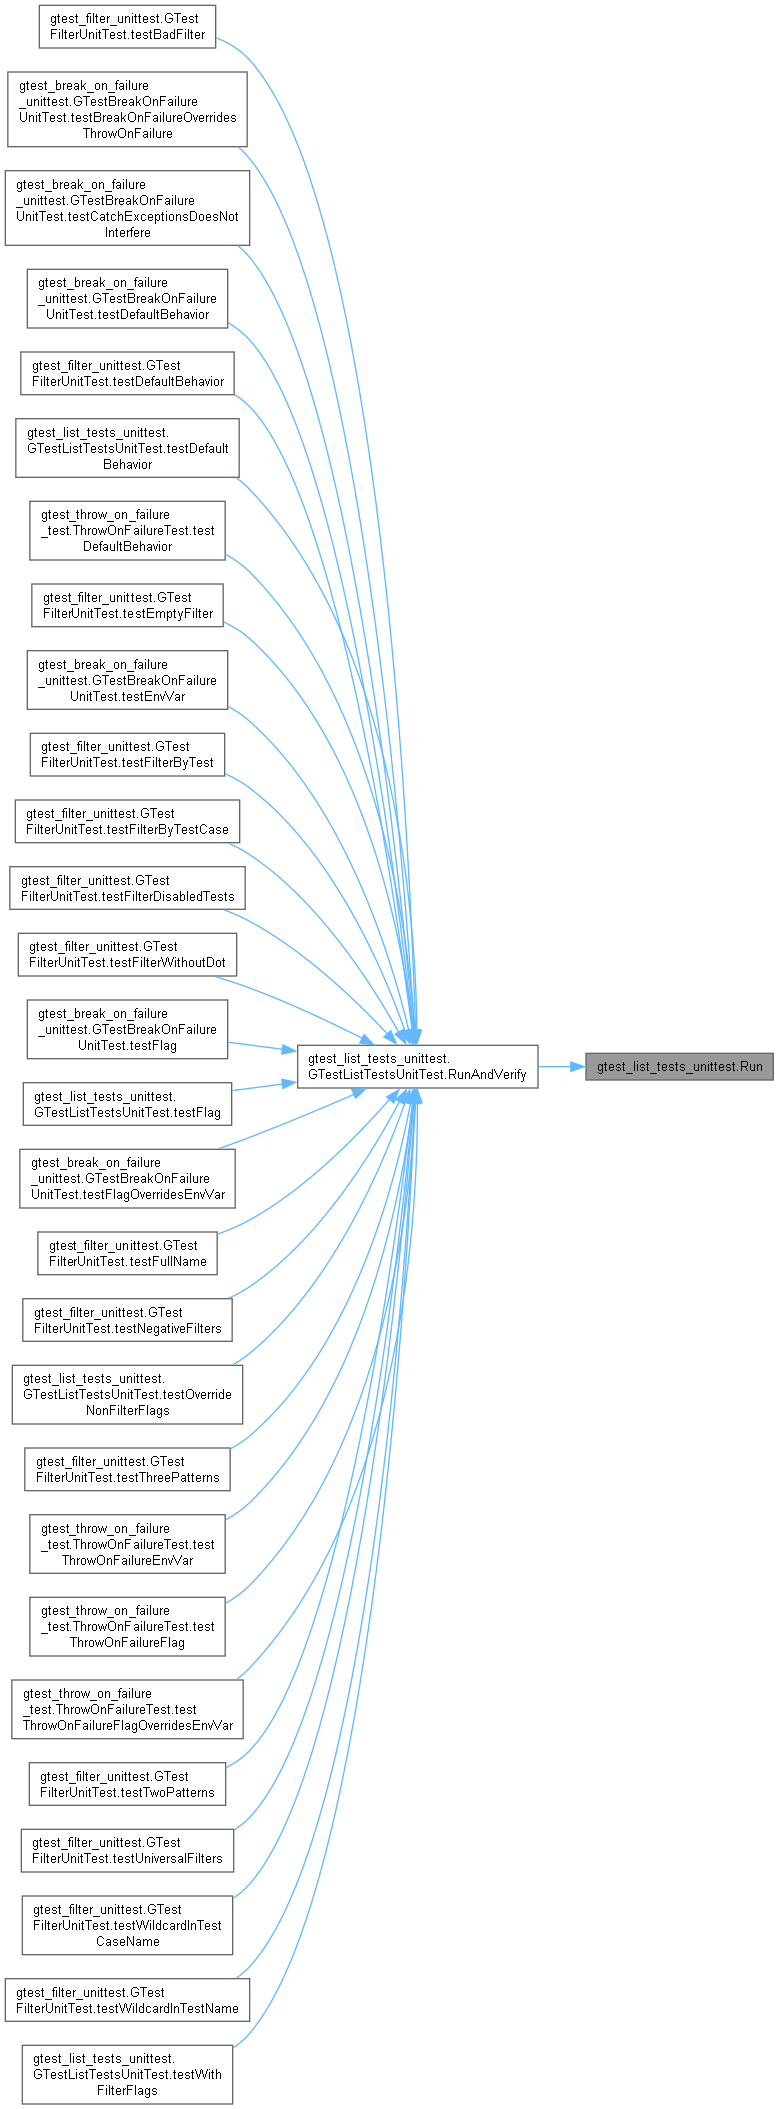 gtest_filter_unittest.GTest
FilterUnitTest.testBadFilter
gtest_break_on_failure
_unittest.GTestBreakOnFailure
UnitTest.testBreakOnFailureOverrides
ThrowOnFailure
gtest_break_on_failure
_unittest.GTestBreakOnFailure
UnitTest.testCatchExceptionsDoesNot
Interfere
gtest_break_on_failure
_unittest.GTestBreakOnFailure
UnitTest.testDefaultBehavior
gtest_filter_unittest.GTest
FilterUnitTest.testDefaultBehavior
gtest_list_tests_unittest.
GTestListTestsUnitTest.testDefault
Behavior
gtest_throw_on_failure
_test.ThrowOnFailureTest.test
DefaultBehavior
gtest_filter_unittest.GTest
FilterUnitTest.testEmptyFilter
gtest_break_on_failure
_unittest.GTestBreakOnFailure
UnitTest.testEnvVar
gtest_filter_unittest.GTest
FilterUnitTest.testFilterByTest
gtest_filter_unittest.GTest
FilterUnitTest.testFilterByTestCase
gtest_filter_unittest.GTest
FilterUnitTest.testFilterDisabledTests
gtest_filter_unittest.GTest
FilterUnitTest.testFilterWithoutDot
gtest_break_on_failure
_unittest.GTestBreakOnFailure
UnitTest.testFlag
gtest_list_tests_unittest.
GTestListTestsUnitTest.RunAndVerify
gtest_list_tests_unittest.Run
gtest_list_tests_unittest.
GTestListTestsUnitTest.testFlag
gtest_break_on_failure
_unittest.GTestBreakOnFailure
UnitTest.testFlagOverridesEnvVar
gtest_filter_unittest.GTest
FilterUnitTest.testFullName
gtest_filter_unittest.GTest
FilterUnitTest.testNegativeFilters
gtest_list_tests_unittest.
GTestListTestsUnitTest.testOverride
NonFilterFlags
gtest_filter_unittest.GTest
FilterUnitTest.testThreePatterns
gtest_throw_on_failure
_test.ThrowOnFailureTest.test
ThrowOnFailureEnvVar
gtest_throw_on_failure
_test.ThrowOnFailureTest.test
ThrowOnFailureFlag
gtest_throw_on_failure
_test.ThrowOnFailureTest.test
ThrowOnFailureFlagOverridesEnvVar
gtest_filter_unittest.GTest
FilterUnitTest.testTwoPatterns
gtest_filter_unittest.GTest
FilterUnitTest.testUniversalFilters
gtest_filter_unittest.GTest
FilterUnitTest.testWildcardInTest
CaseName
gtest_filter_unittest.GTest
FilterUnitTest.testWildcardInTestName
gtest_list_tests_unittest.
GTestListTestsUnitTest.testWith
FilterFlags